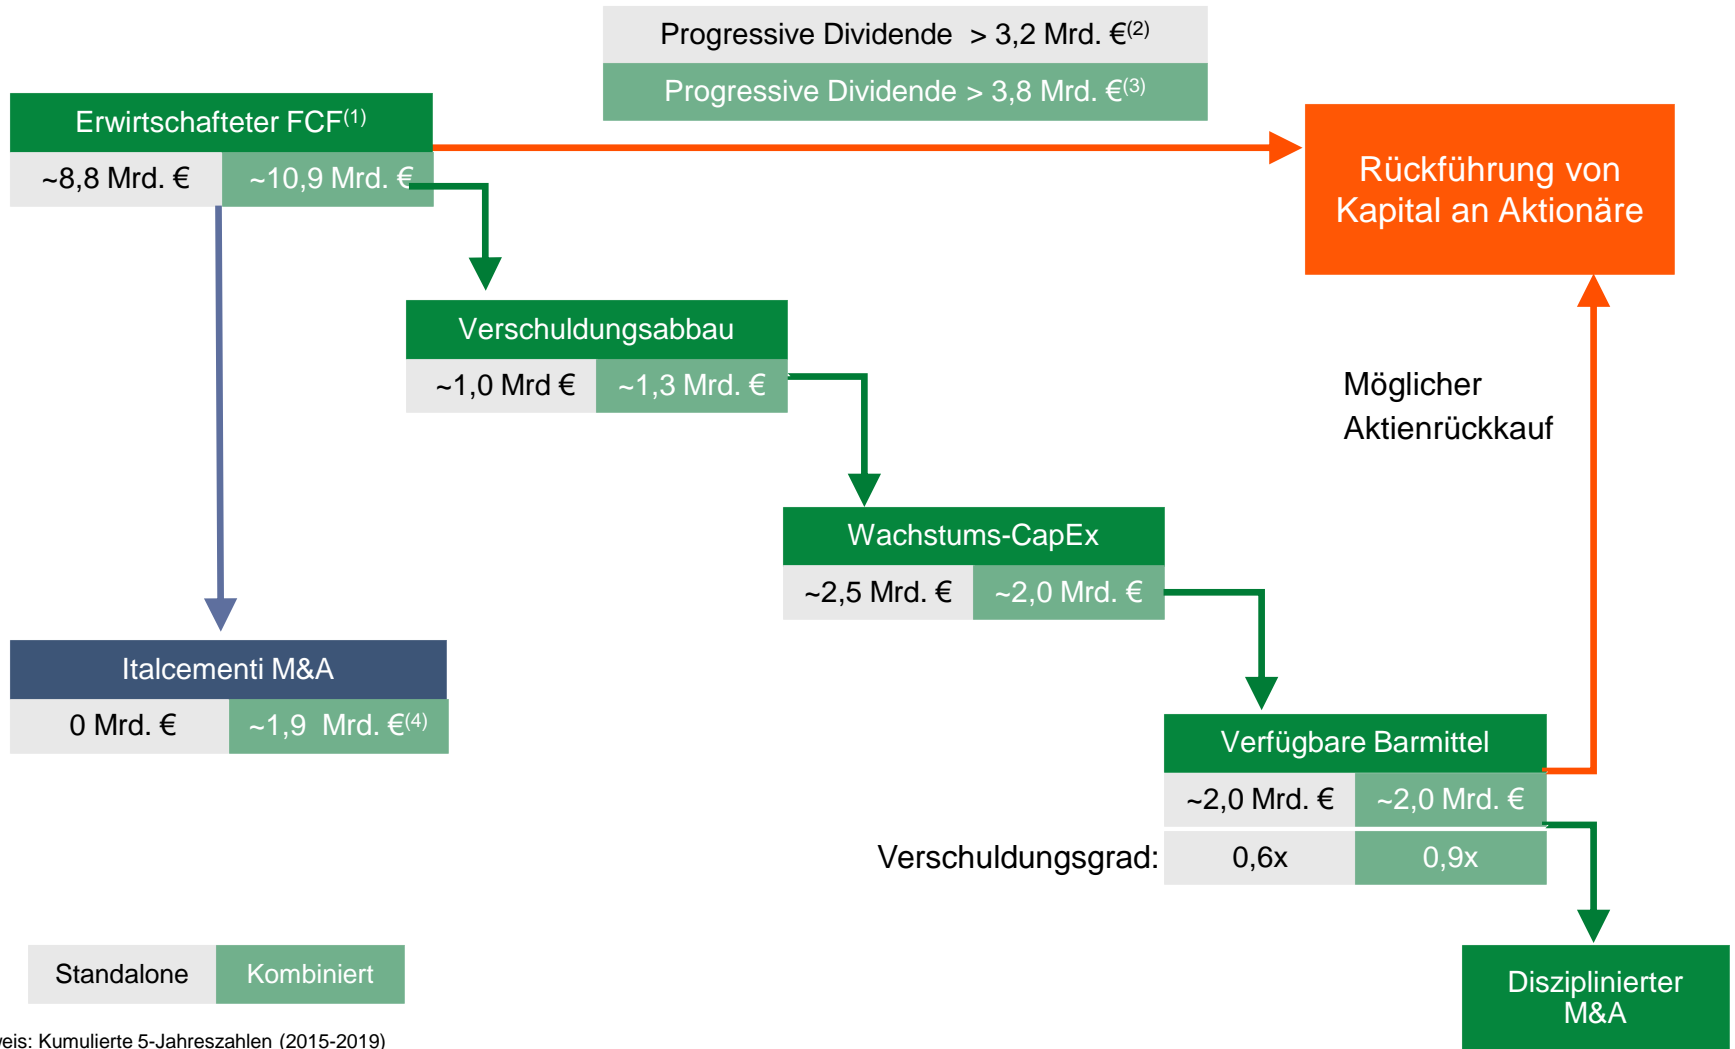 Progressive Dividende > 3,2 Mrd. €(2)
Progressive Dividende > 3,8 Mrd. €(3)
Erwirtschafteter FCF(1)
~8,8 Mrd. € ~10,9 Mrd. €
Rückführung von
Kapital an Aktionäre
Verschuldungsabbau
~1,0 Mrd € ~1,3 Mrd. €
Möglicher
Aktienrückkauf
Wachstums-CapEx
~2,5 Mrd. € ~2,0 Mrd. €
Italcementi M&A
0 Mrd. € ~1,9 Mrd. €(4)
Verfügbare Barmittel
~2,0 Mrd. € ~2,0 Mrd. €
Verschuldungsgrad: 0,6x 0,9x
Standalone Kombiniert
Disziplinierter
M&A
Kumulierte 5-Jahreszahlen (2015-2019)